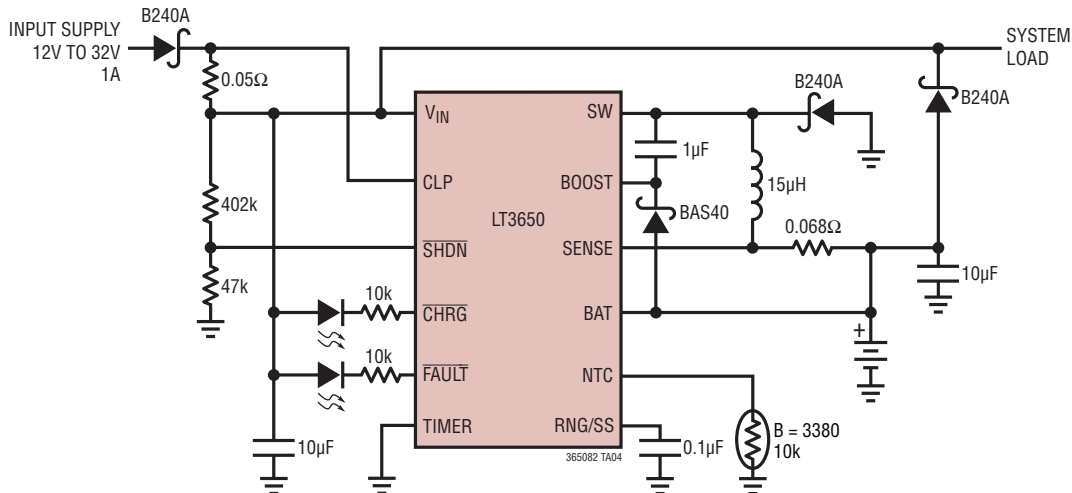 B240A
INPUT SUPPLY
12V TO 32V
1A
SYSTEM
LOAD
0.05Ω
B240A
B240A
VIN
SW
1µF
CLP
BOOST
15µH
402k
LT3650
BAS40
0.068Ω
SHDN
SENSE
47k
10µF
10k
CHRG
BAT
+
10k
FAULT
NTC
TIMER
RNG/SS
B = 3380
10k
10µF
0.1µF
365082 TA04